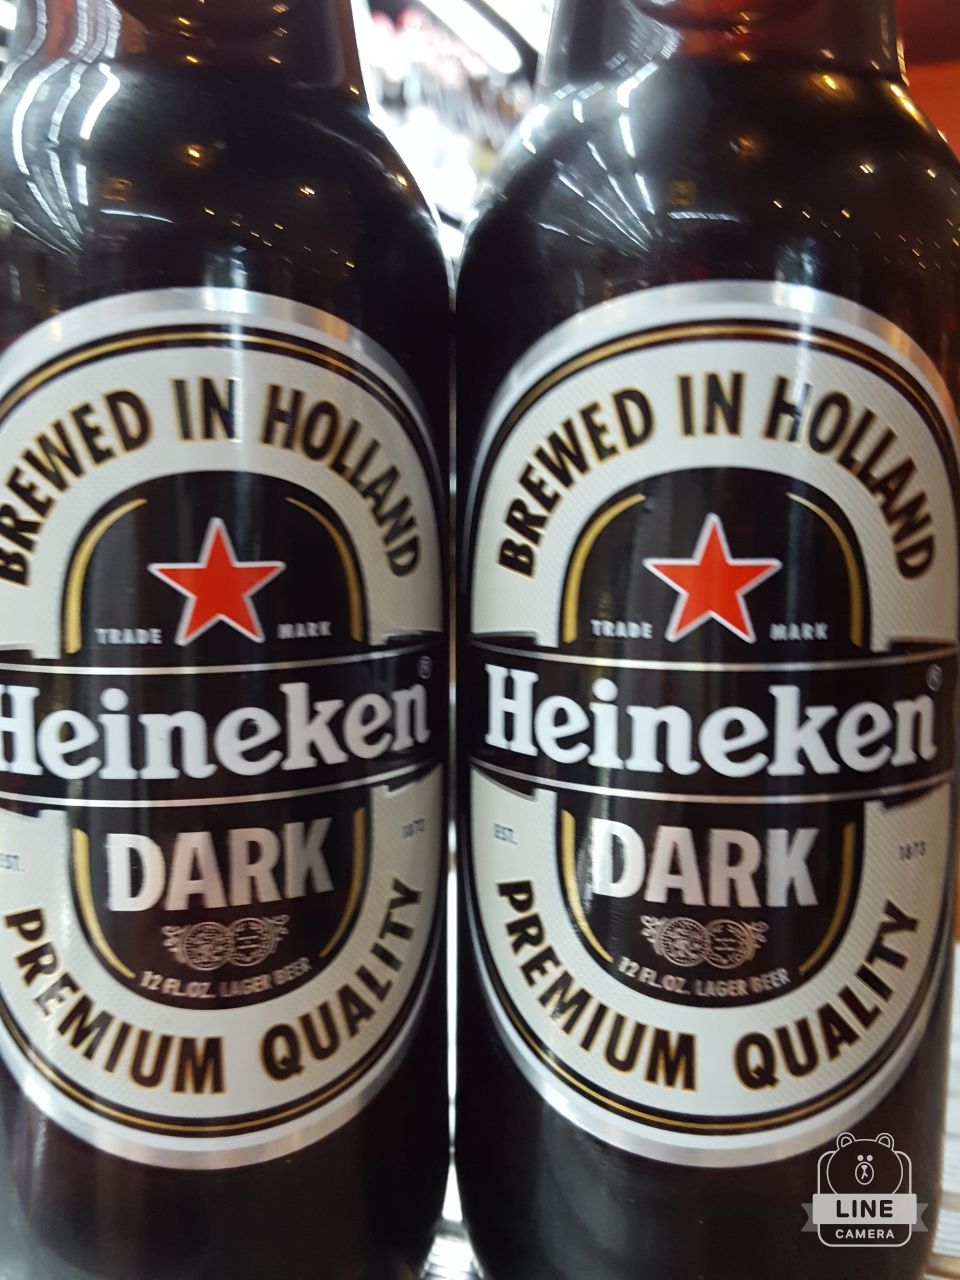 BREWED IN HOLLAND
TRADE MARK
Heineken®
DARK
EST. 1873
12 FL.OZ. LAGER BEER
PREMIUM QUALITY
BREWED IN HOLLAND
TRADE MARK
Heineken®
DARK
EST. 1873
12 FL.OZ. LAGER BEER
PREMIUM QUALITY
LINE
CAMERA